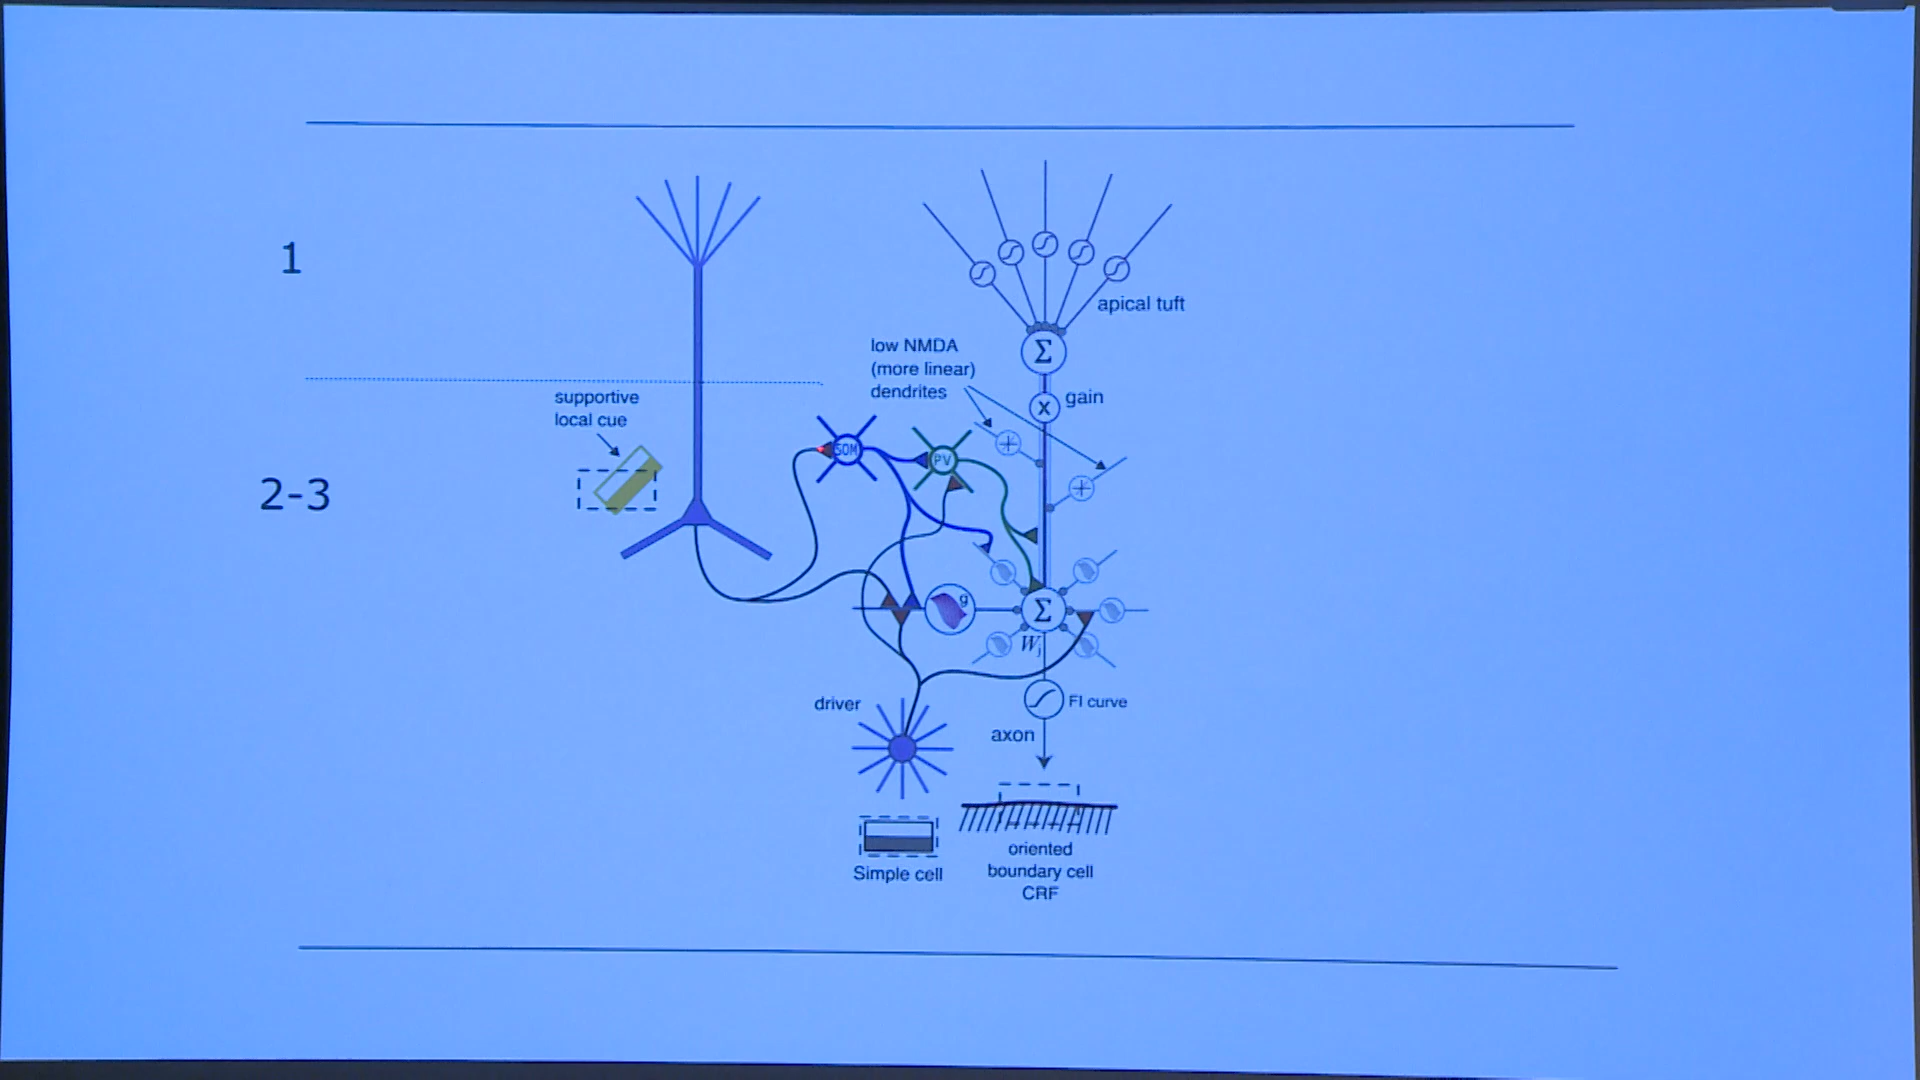 1
apical tuft
low NMDA
(more linear)
dendrites
Σ
x
gain
supportive
local cue
SOM
PV
2-3
g
Σ
Wj
driver
FI curve
axon
Simple cell
oriented
boundary cell
CRF